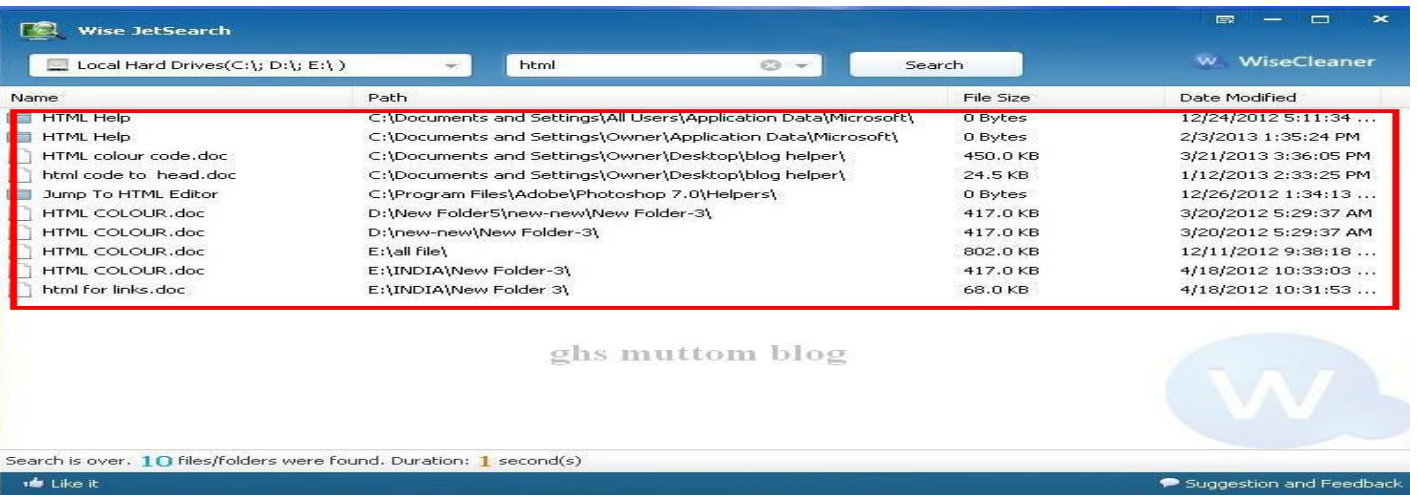 Wise JetSearch
Local Hard Drives(C:\; D:\; E:\ ) html Search W WiseCleaner
Name Path File Size Date Modified
HTML Help C:\Documents and Settings\All Users\Application Data\Microsoft\ 0 Bytes 12/24/2012 5:11:34 ...
HTML Help C:\Documents and Settings\Owner\Application Data\Microsoft\ 0 Bytes 2/3/2013 1:35:24 PM
HTML colour code.doc C:\Documents and Settings\Owner\Desktop\blog helper\ 450.0 KB 3/21/2013 3:36:05 PM
html code to head.doc C:\Documents and Settings\Owner\Desktop\blog helper\ 24.5 KB 1/12/2013 2:33:25 PM
Jump To HTML Editor C:\Program Files\Adobe\Photoshop 7.0\Helpers\ 0 Bytes 12/26/2012 1:34:13 ...
HTML COLOUR.doc D:\New Folder5\new-new\New Folder-3\ 417.0 KB 3/20/2012 5:29:37 AM
HTML COLOUR.doc D:\new-new\New Folder-3\ 417.0 KB 3/20/2012 5:29:37 AM
HTML COLOUR.doc E:\all file\ 802.0 KB 12/11/2012 9:38:18 ...
HTML COLOUR.doc E:\INDIA\New Folder-3\ 417.0 KB 4/18/2012 10:33:03 ...
html for links.doc E:\INDIA\New Folder 3\ 68.0 KB 4/18/2012 10:31:53 ...
ghs muttom blog
W
Search is over. 10 files/folders were found. Duration: 1 second(s)
Like it Suggestion and Feedback